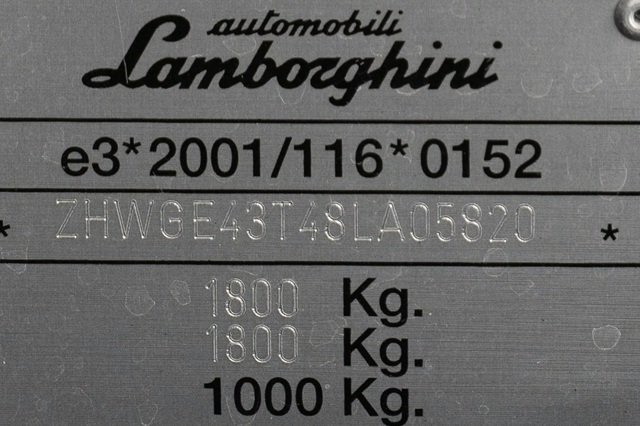 automobili
Lamborghini
e3*2001/116*0152
* ZHWGE43T48LA05820 *
1800 Kg.
1800 Kg.
1000 Kg.